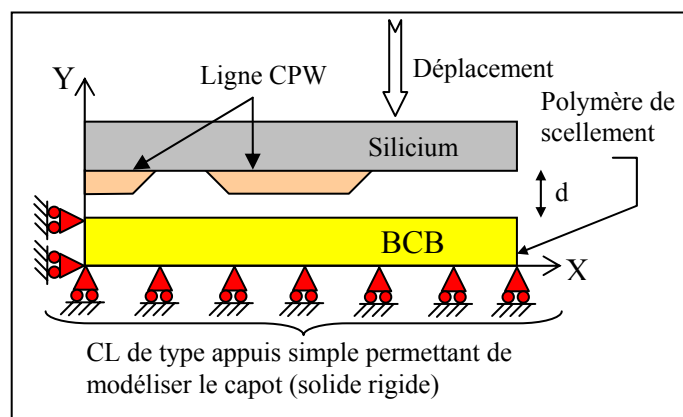 Y
Ligne CPW
Déplacement
Polymère de
scellement
Silicium
d
BCB
X
CL de type appuis simple permettant de
modéliser le capot (solide rigide)